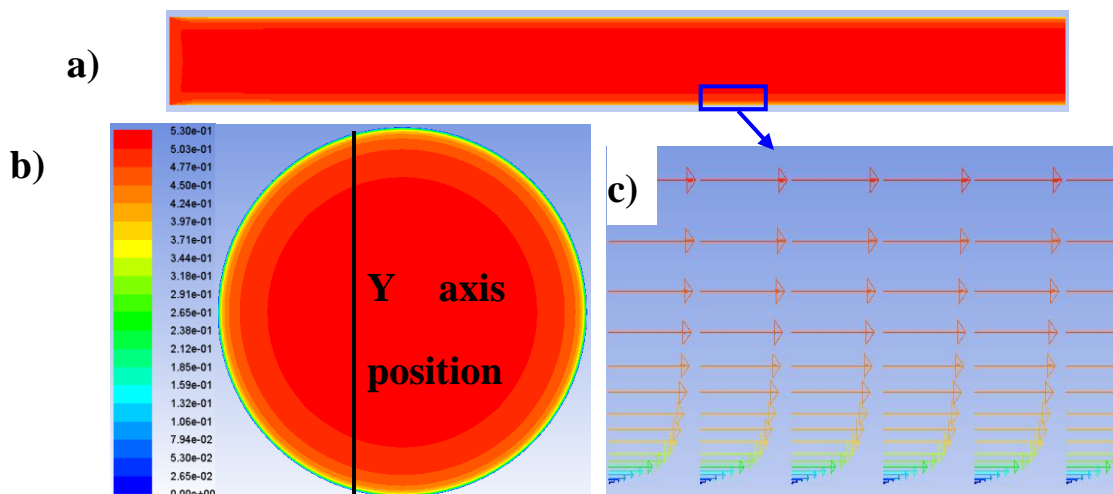 a)
b)
5.30e-01
5.03e-01
4.77e-01
4.50e-01
4.24e-01
3.97e-01
3.71e-01
3.44e-01
3.18e-01
2.91e-01
2.65e-01
2.38e-01
2.12e-01
1.85e-01
1.59e-01
1.32e-01
1.06e-01
7.94e-02
5.30e-02
2.65e-02
0.00e+00
Y axis
position
c)